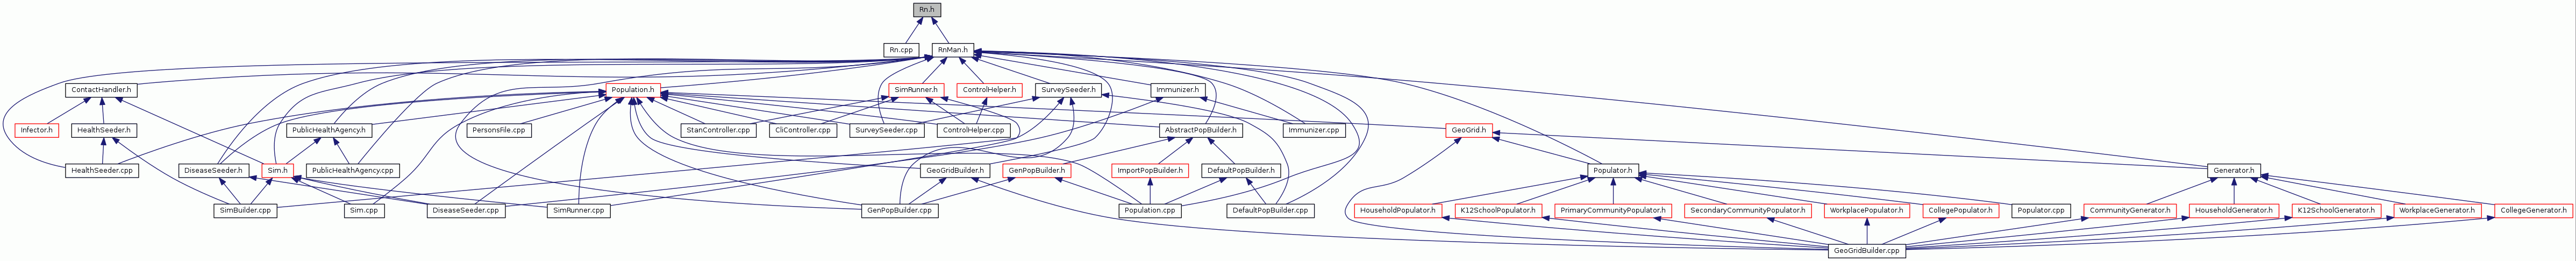 Rn.h
Rn.cpp
RnMan.h
ContactHandler.h
Population.h
SimRunner.h
ControlHelper.h
SurveySeeder.h
Immunizer.h
Infector.h
HealthSeeder.h
PublicHealthAgency.h
PersonsFile.cpp
StanController.cpp
CliController.cpp
SurveySeeder.cpp
ControlHelper.cpp
AbstractPopBuilder.h
Immunizer.cpp
GeoGrid.h
HealthSeeder.cpp
DiseaseSeeder.h
Sim.h
PublicHealthAgency.cpp
GeoGridBuilder.h
GenPopBuilder.h
ImportPopBuilder.h
DefaultPopBuilder.h
Populator.h
Generator.h
SimBuilder.cpp
Sim.cpp
DiseaseSeeder.cpp
SimRunner.cpp
GenPopBuilder.cpp
Population.cpp
DefaultPopBuilder.cpp
HouseholdPopulator.h
K12SchoolPopulator.h
PrimaryCommunityPopulator.h
SecondaryCommunityPopulator.h
WorkplacePopulator.h
CollegePopulator.h
Populator.cpp
CommunityGenerator.h
HouseholdGenerator.h
K12SchoolGenerator.h
WorkplaceGenerator.h
CollegeGenerator.h
GeoGridBuilder.cpp